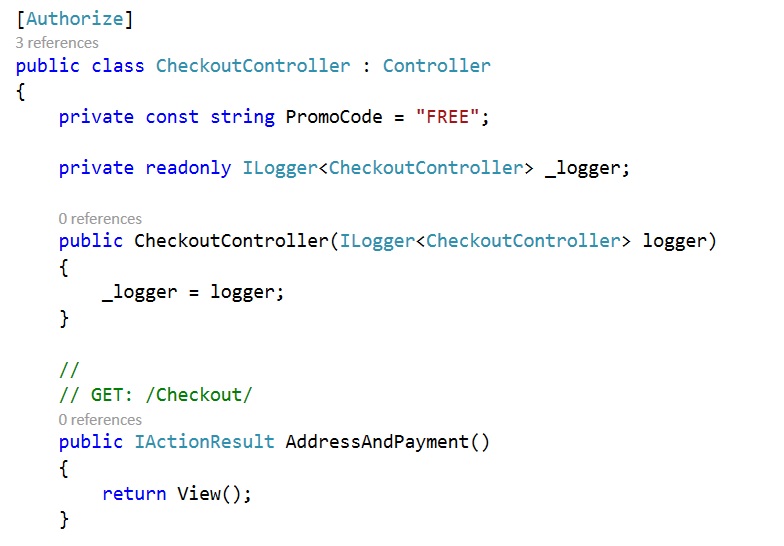 [Authorize]
3 references
public class CheckoutController : Controller
{
private const string PromoCode = "FREE";
private readonly ILogger<CheckoutController> _logger;
0 references
public CheckoutController(ILogger<CheckoutController> logger)
{
_logger = logger;
}
//
// GET: /Checkout/
0 references
public IActionResult AddressAndPayment()
{
return View();
}